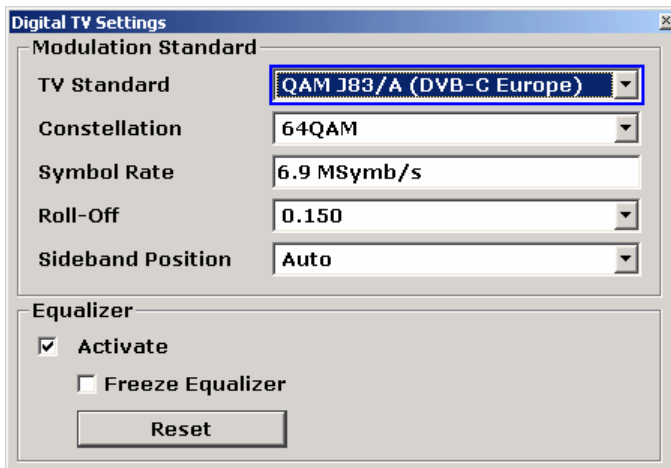 Digital TV Settings
Modulation Standard
TV Standard QAM J83/A (DVB-C Europe)
Constellation 64QAM
Symbol Rate 6.9 MSymb/s
Roll-Off 0.150
Sideband Position Auto
Equalizer
Activate
Freeze Equalizer
Reset